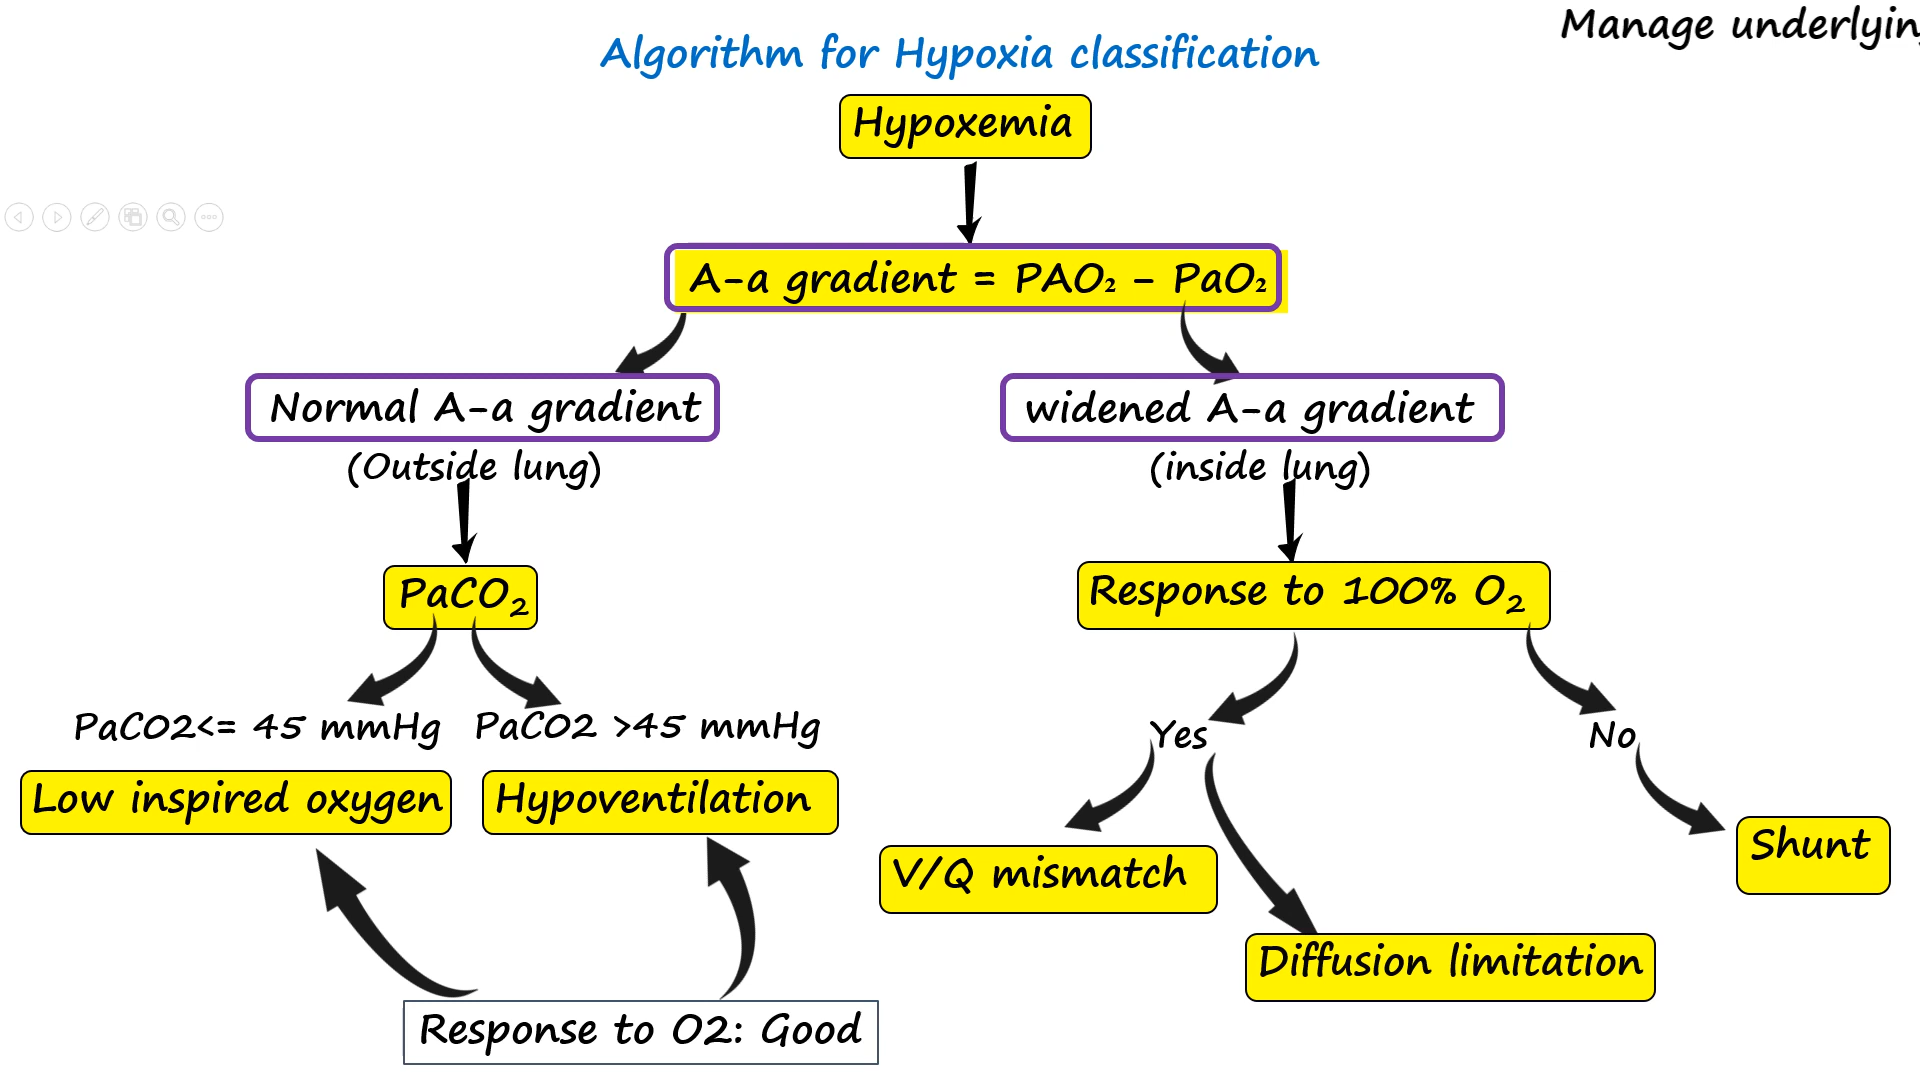 Manage underlying
Algorithm for Hypoxia classification
Hypoxemia
A-a gradient = PAO₂ - PaO₂
Normal A-a gradient
widened A-a gradient
(Outside lung)
(inside lung)
PaCO₂
Response to 100% O₂
PaCO2<= 45 mmHg
PaCO2 >45 mmHg
Yes
No
Low inspired oxygen
Hypoventilation
Shunt
V/Q mismatch
Diffusion limitation
Response to O2: Good